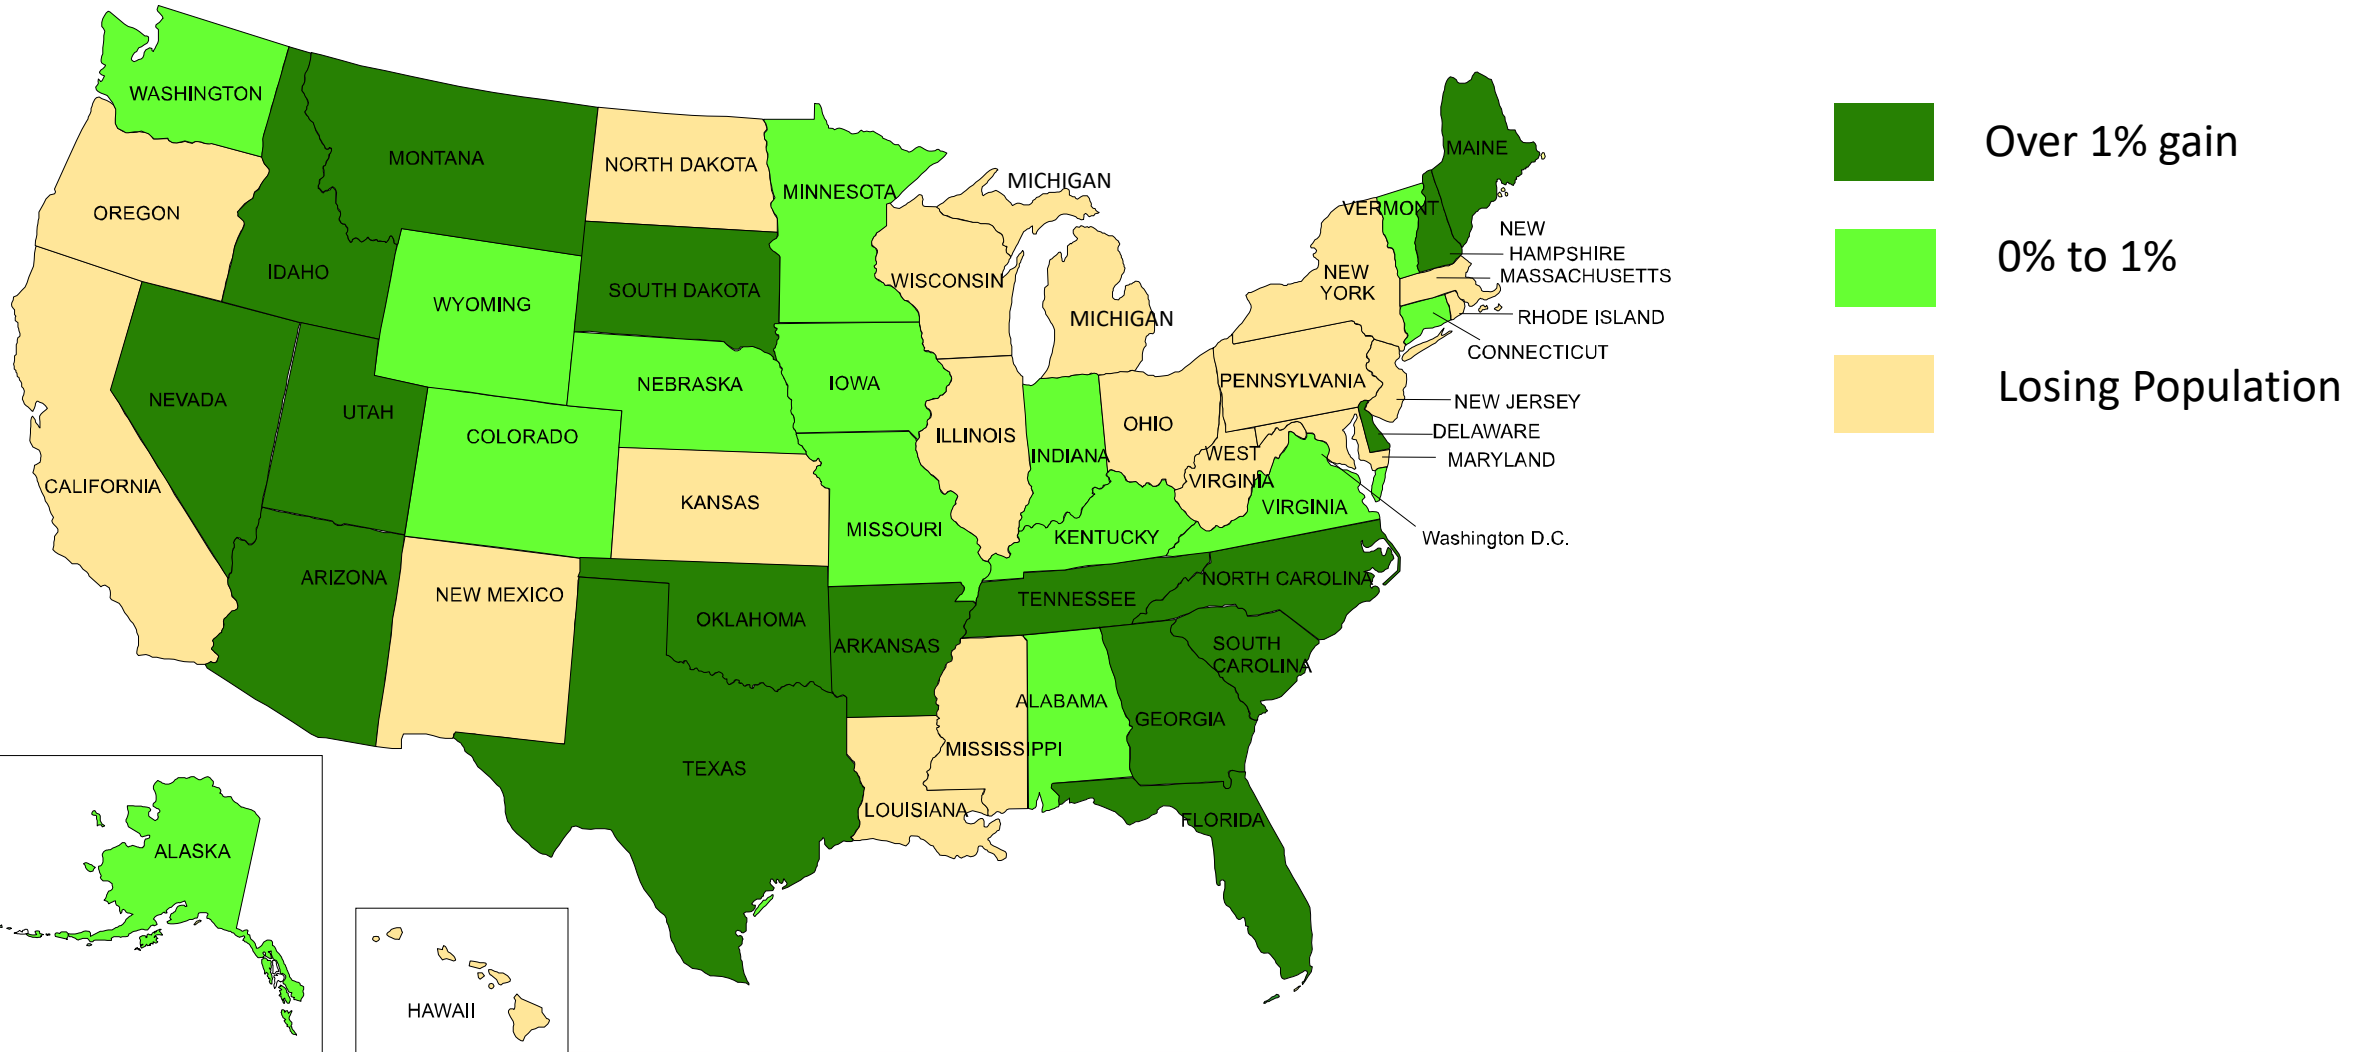 WASHINGTON
MONTANA
NORTH DAKOTA
MINNESOTA
MICHIGAN
MAINE
OREGON
IDAHO
WYOMING
SOUTH DAKOTA
WISCONSIN
MICHIGAN
VERMONT
NEW
HAMPSHIRE
MASSACHUSETTS
NEW
YORK
RHODE ISLAND
CONNECTICUT
NEVADA
UTAH
COLORADO
NEBRASKA
IOWA
ILLINOIS
INDIANA
OHIO
PENNSYLVANIA
NEW JERSEY
DELAWARE
MARYLAND
WEST
VIRGINIA
VIRGINIA
Washington D.C.
CALIFORNIA
KANSAS
MISSOURI
KENTUCKY
ARIZONA
NEW MEXICO
OKLAHOMA
ARKANSAS
TENNESSEE
NORTH CAROLINA
SOUTH
CAROLINA
TEXAS
LOUISIANA
MISSISSIPPI
ALABAMA
GEORGIA
FLORIDA
ALASKA
HAWAII
Over 1% gain
0% to 1%
Losing Population